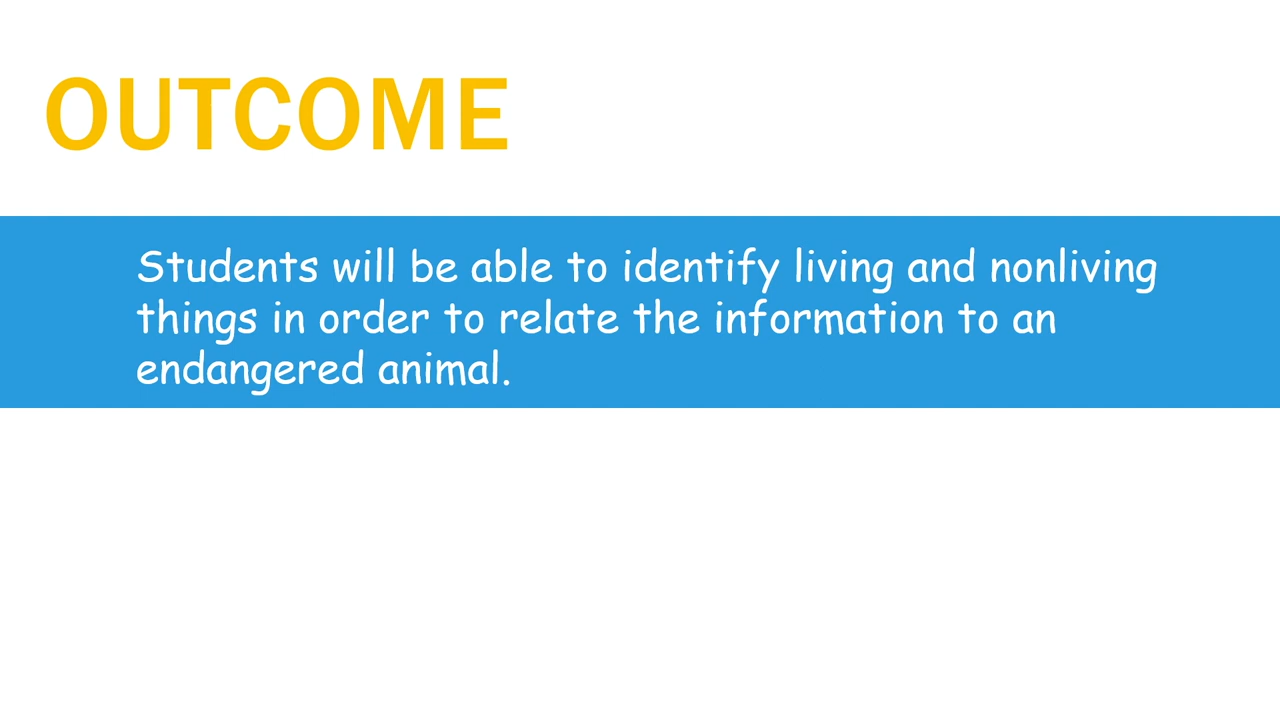 OUTCOME
Students will be able to identify living and nonliving
things in order to relate the information to an
endangered animal.